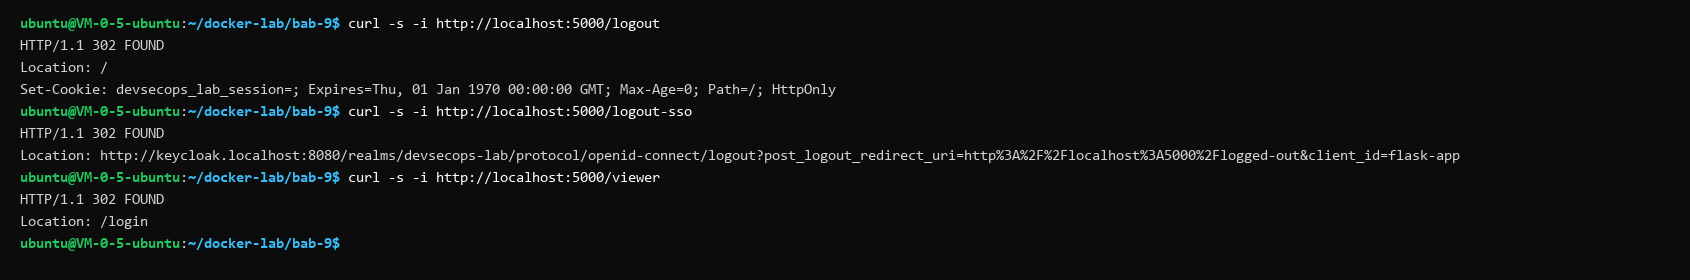 ubuntu@VM-0-5-ubuntu:~/docker-lab/bab-9$ curl -s -i http://localhost:5000/logout
HTTP/1.1 302 FOUND
Location: /
Set-Cookie: devsecops_lab_session=; Expires=Thu, 01 Jan 1970 00:00:00 GMT; Max-Age=0; Path=/; HttpOnly
ubuntu@VM-0-5-ubuntu:~/docker-lab/bab-9$ curl -s -i http://localhost:5000/logout-sso
HTTP/1.1 302 FOUND
Location: http://keycloak.localhost:8080/realms/devsecops-lab/protocol/openid-connect/logout?post_logout_redirect_uri=http%3A%2F%2Flocalhost%3A5000%2Flogged-out&client_id=flask-app
ubuntu@VM-0-5-ubuntu:~/docker-lab/bab-9$ curl -s -i http://localhost:5000/viewer
HTTP/1.1 302 FOUND
Location: /login
ubuntu@VM-0-5-ubuntu:~/docker-lab/bab-9$